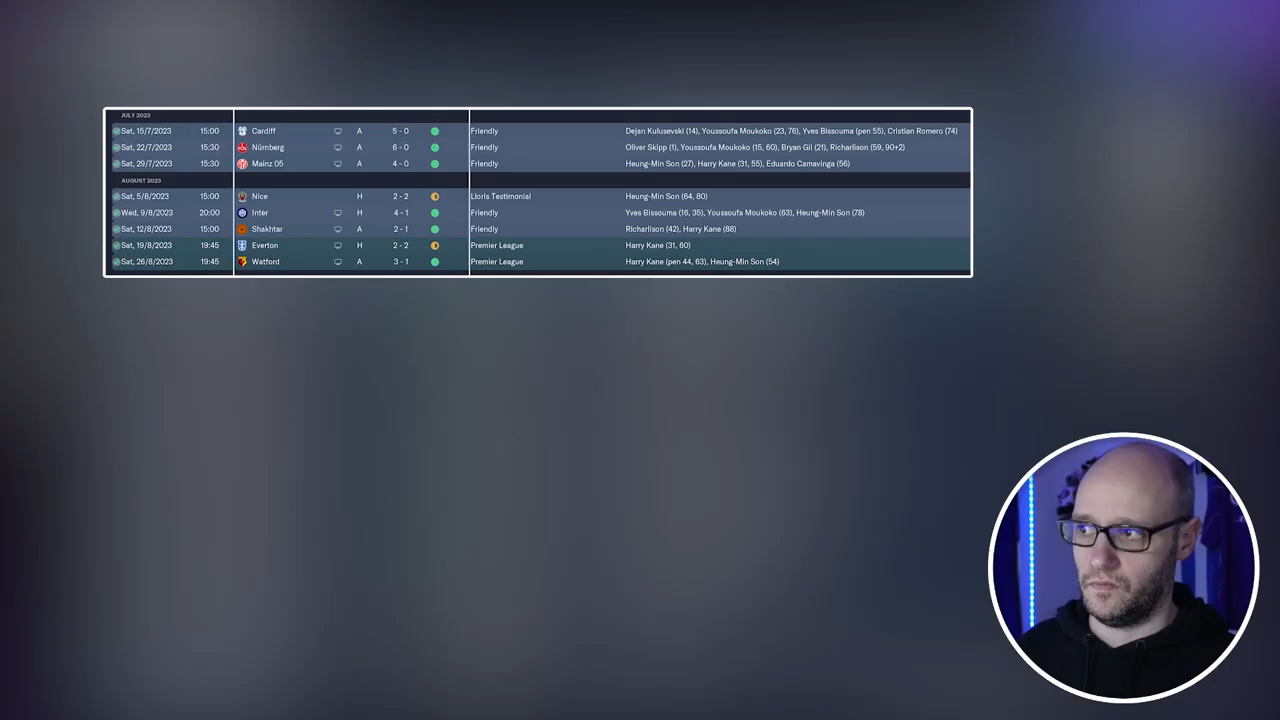 JULY 2023
Sat, 15/7/2023 15:00 Cardiff A 5 - 0 Friendly Dejan Kulusevski (14), Youssoufa Moukoko (23, 76), Yves Bissouma (pen 55), Cristian Romero (74)
Sat, 22/7/2023 15:30 Nürnberg A 6 - 0 Friendly Oliver Skipp (1), Youssoufa Moukoko (15, 60), Bryan Gil (21), Richarlison (59, 90+2)
Sat, 29/7/2023 15:30 Mainz 05 A 4 - 0 Friendly Heung-Min Son (27), Harry Kane (31, 55), Eduardo Camavinga (56)
AUGUST 2023
Sat, 5/8/2023 15:00 Nice H 2 - 2 Lloris Testimonial Heung-Min Son (64, 80)
Wed, 9/8/2023 20:00 Inter H 4 - 1 Friendly Yves Bissouma (16, 35), Youssoufa Moukoko (63), Heung-Min Son (78)
Sat, 12/8/2023 15:00 Shakhtar A 2 - 1 Friendly Richarlison (42), Harry Kane (88)
Sat, 19/8/2023 19:45 Everton H 2 - 2 Premier League Harry Kane (31, 60)
Sat, 26/8/2023 19:45 Watford A 3 - 1 Premier League Harry Kane (pen 44, 63), Heung-Min Son (54)